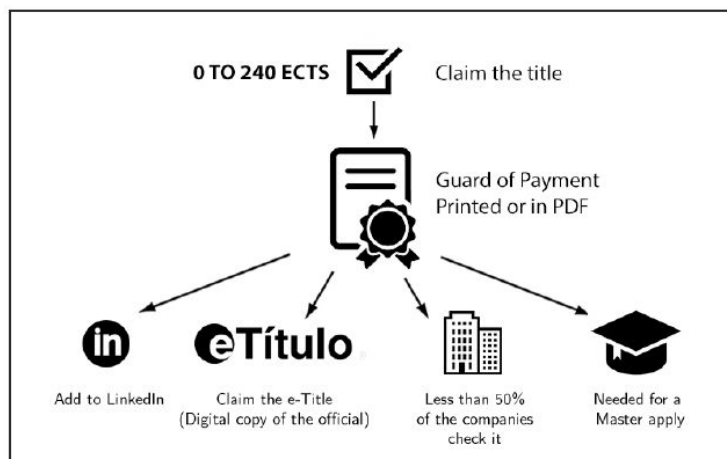 0 TO 240 ECTS
Claim the title
Guard of Payment
Printed or in PDF
in
eTítulo
Add to LinkedIn
Claim the e-Title
(Digital copy of the official)
Less than 50%
of the companies
check it
Needed for a
Master apply